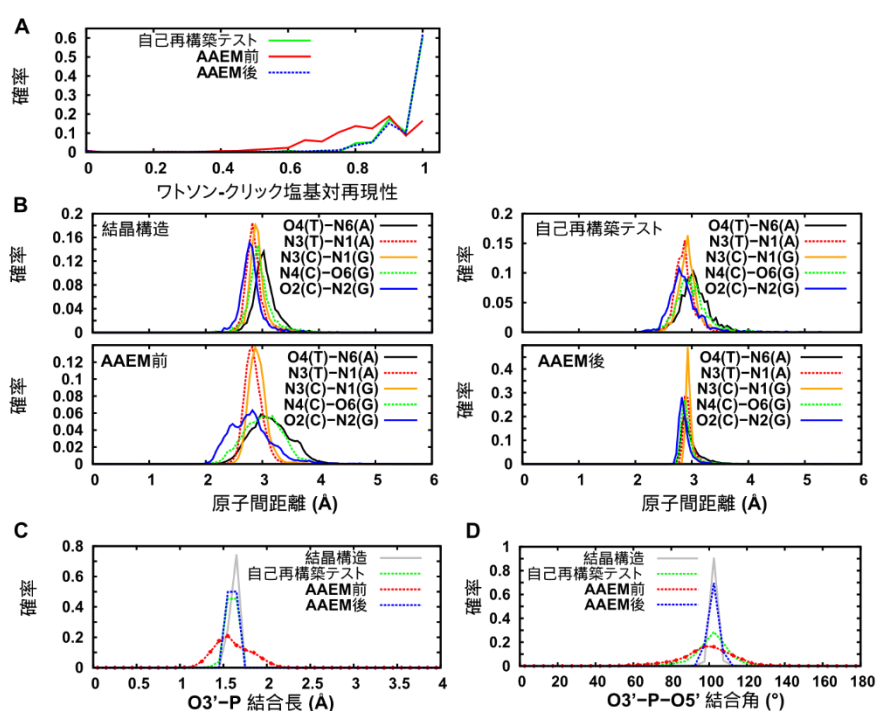 A
自己再構築テスト
AAEM前
AAEM後
確率
0.6
0.5
0.4
0.3
0.2
0.1
0
0 0.2 0.4 0.6 0.8 1
ワトソン-クリック塩基対再現性
B
結晶構造
O4(T)−N6(A)
N3(T)−N1(A)
N3(C)−N1(G)
N4(C)−O6(G)
O2(C)−N2(G)
確率
0.2
0.16
0.12
0.08
0.04
0
自己再構築テスト
O4(T)−N6(A)
N3(T)−N1(A)
N3(C)−N1(G)
N4(C)−O6(G)
O2(C)−N2(G)
確率
0.2
0.15
0.1
0.05
0
AAEM前
O4(T)−N6(A)
N3(T)−N1(A)
N3(C)−N1(G)
N4(C)−O6(G)
O2(C)−N2(G)
確率
0.12
0.1
0.08
0.06
0.04
0.02
0
0 1 2 3 4 5 6
原子間距離 (Å)
AAEM後
O4(T)−N6(A)
N3(T)−N1(A)
N3(C)−N1(G)
N4(C)−O6(G)
O2(C)−N2(G)
確率
0.4
0.3
0.2
0.1
0
0 1 2 3 4 5 6
原子間距離 (Å)
C
結晶構造
自己再構築テスト
AAEM前
AAEM後
確率
0.8
0.6
0.4
0.2
0
0 0.5 1 1.5 2 2.5 3 3.5 4
O3'−P 結合長 (Å)
D
結晶構造
自己再構築テスト
AAEM前
AAEM後
確率
1
0.8
0.6
0.4
0.2
0
0 20 40 60 80 100 120 140 160 180
O3'−P−O5' 結合角 (°)